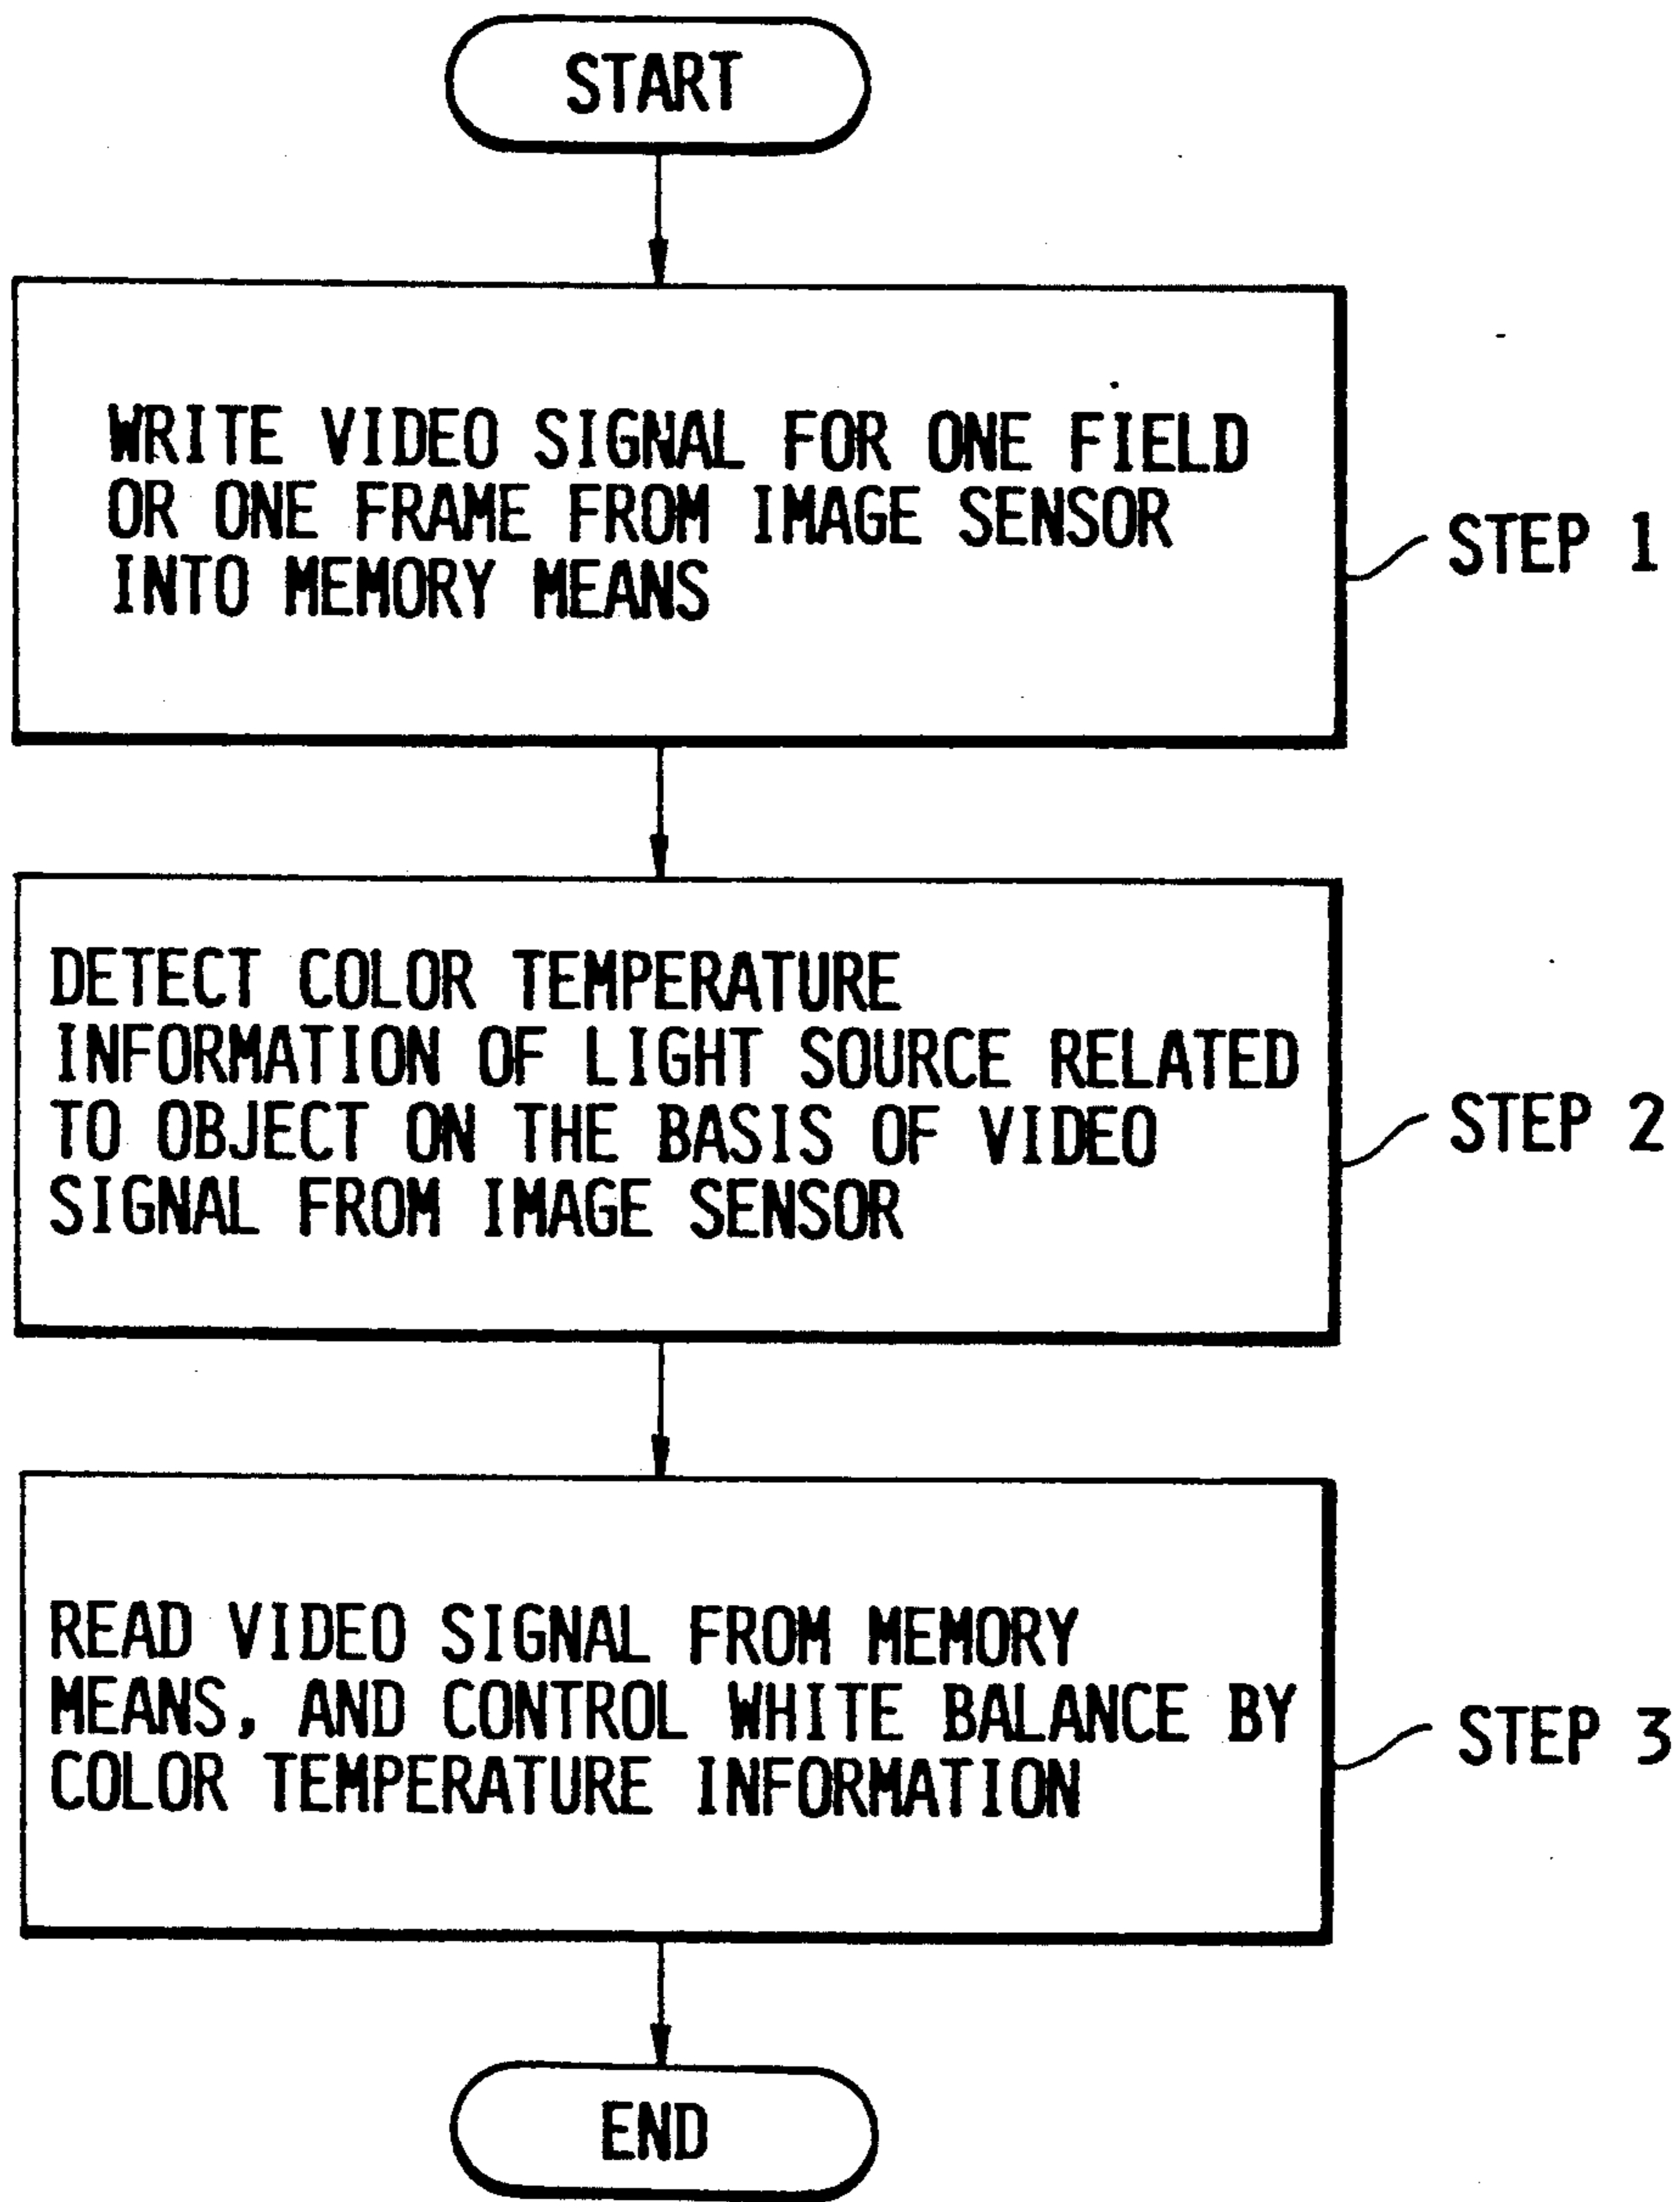 START
WRITE VIDEO SIGNAL FOR ONE FIELD
OR ONE FRAME FROM IMAGE SENSOR
INTO MEMORY MEANS
STEP 1
DETECT COLOR TEMPERATURE
INFORMATION OF LIGHT SOURCE RELATED
TO OBJECT ON THE BASIS OF VIDEO
SIGNAL FROM IMAGE SENSOR
STEP 2
READ VIDEO SIGNAL FROM MEMORY
MEANS, AND CONTROL WHITE BALANCE BY
COLOR TEMPERATURE INFORMATION
STEP 3
END